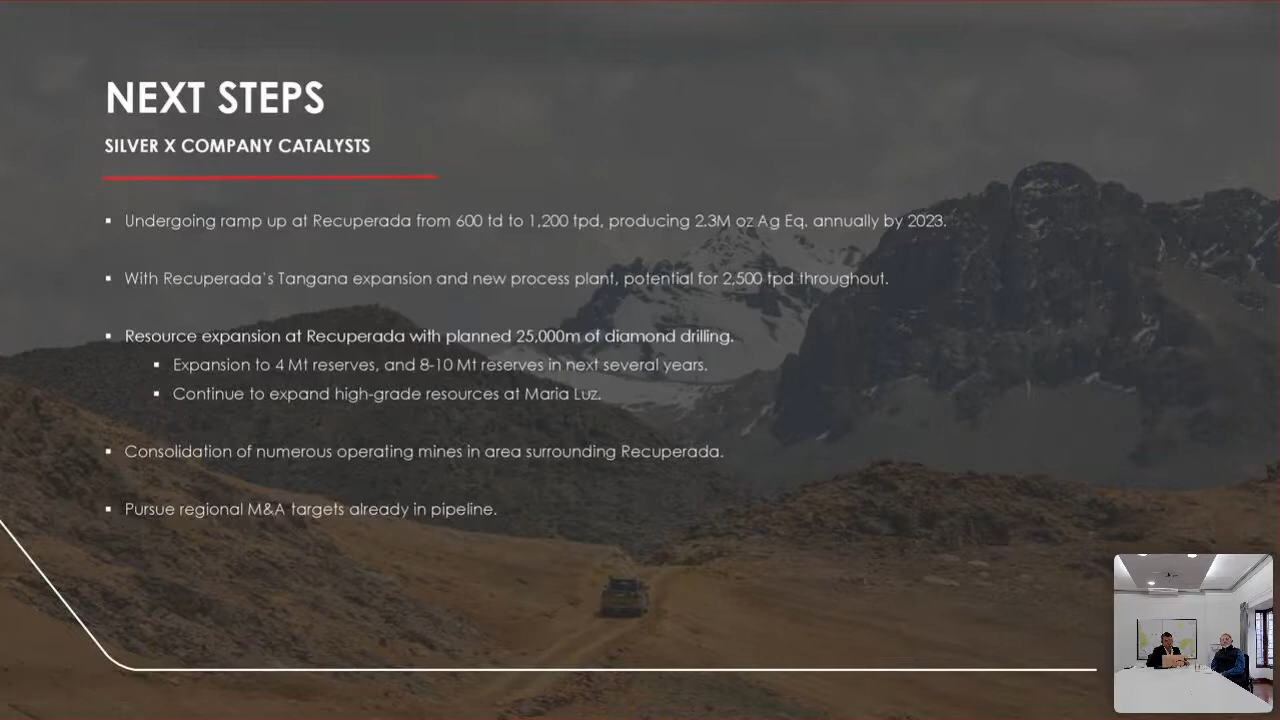 NEXT STEPS
SILVER X COMPANY CATALYSTS
▪ Undergoing ramp up at Recuperada from 600 td to 1,200 tpd, producing 2.3M oz Ag Eq. annually by 2023.
▪ With Recuperada's Tangana expansion and new process plant, potential for 2,500 tpd throughout.
▪ Resource expansion at Recuperada with planned 25,000m of diamond drilling.
▪ Expansion to 4 Mt reserves, and 8-10 Mt reserves in next several years.
▪ Continue to expand high-grade resources at Maria Luz.
▪ Consolidation of numerous operating mines in area surrounding Recuperada.
▪ Pursue regional M&A targets already in pipeline.